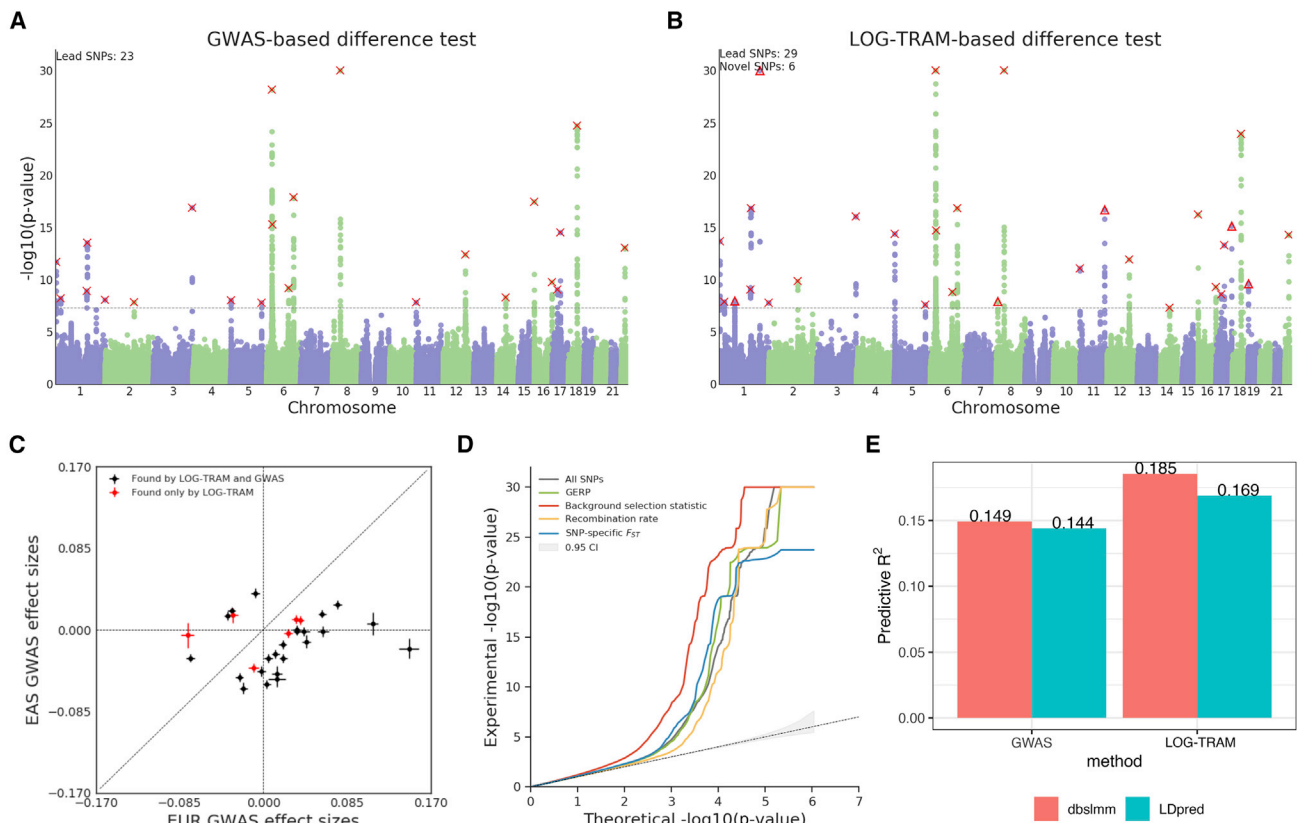 A
GWAS-based difference test
Lead SNPs: 23
30
25
20
15
10
5
0
-log10(p-value)
1 2 3 4 5 6 7 8 9 10 11 12 13 14 15 16 17 18 19 21
Chromosome
B
LOG-TRAM-based difference test
Lead SNPs: 29
Novel SNPs: 6
30
25
20
15
10
5
0
1 2 3 4 5 6 7 8 9 10 11 12 13 14 15 16 17 18 19 21
Chromosome
C
0.170
0.085
0.000
-0.085
-0.170
EAS GWAS effect sizes
Found by LOG-TRAM and GWAS
Found only by LOG-TRAM
-0.170 -0.085 0.000 0.085 0.170
EUR GWAS effect sizes
D
Experimental -log10(p-value)
30
25
20
15
10
5
0
All SNPs
GERP
Background selection statistic
Recombination rate
SNP-specific F_ST
0.95 CI
0 1 2 3 4 5 6 7
Theoretical -log10(p-value)
E
Predictive R²
0.15
0.10
0.05
0.00
0.149
0.144
0.185
0.169
GWAS LOG-TRAM
method
dbslmm LDpred